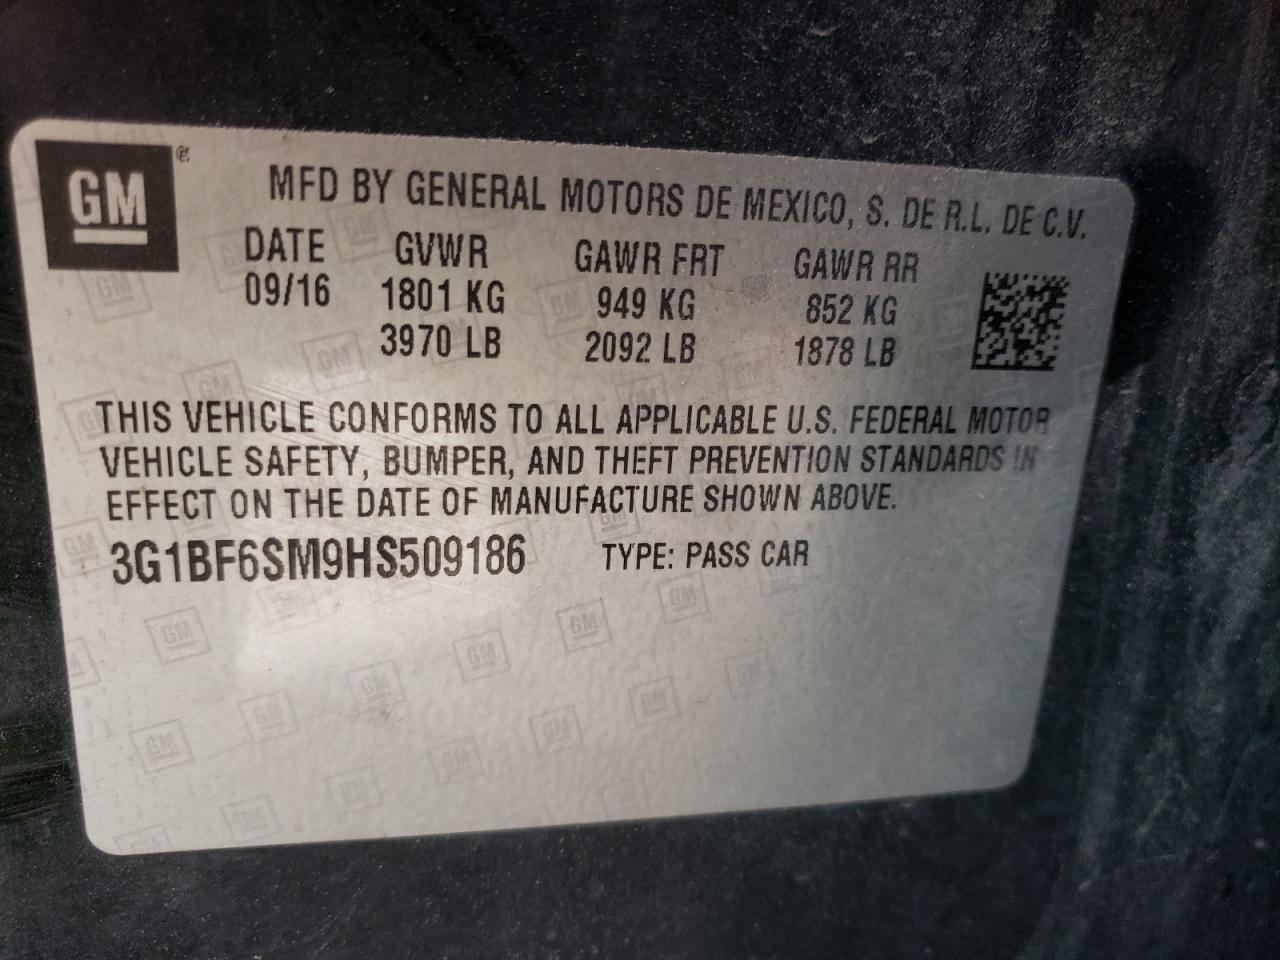 GM®
MFD BY GENERAL MOTORS DE MEXICO, S. DE R.L. DE C.V.
DATE GVWR GAWR FRT GAWR RR
09/16 1801 KG 949 KG 852 KG
3970 LB 2092 LB 1878 LB
THIS VEHICLE CONFORMS TO ALL APPLICABLE U.S. FEDERAL MOTOR
VEHICLE SAFETY, BUMPER, AND THEFT PREVENTION STANDARDS IN
EFFECT ON THE DATE OF MANUFACTURE SHOWN ABOVE.
3G1BF6SM9HS509186 TYPE: PASS CAR